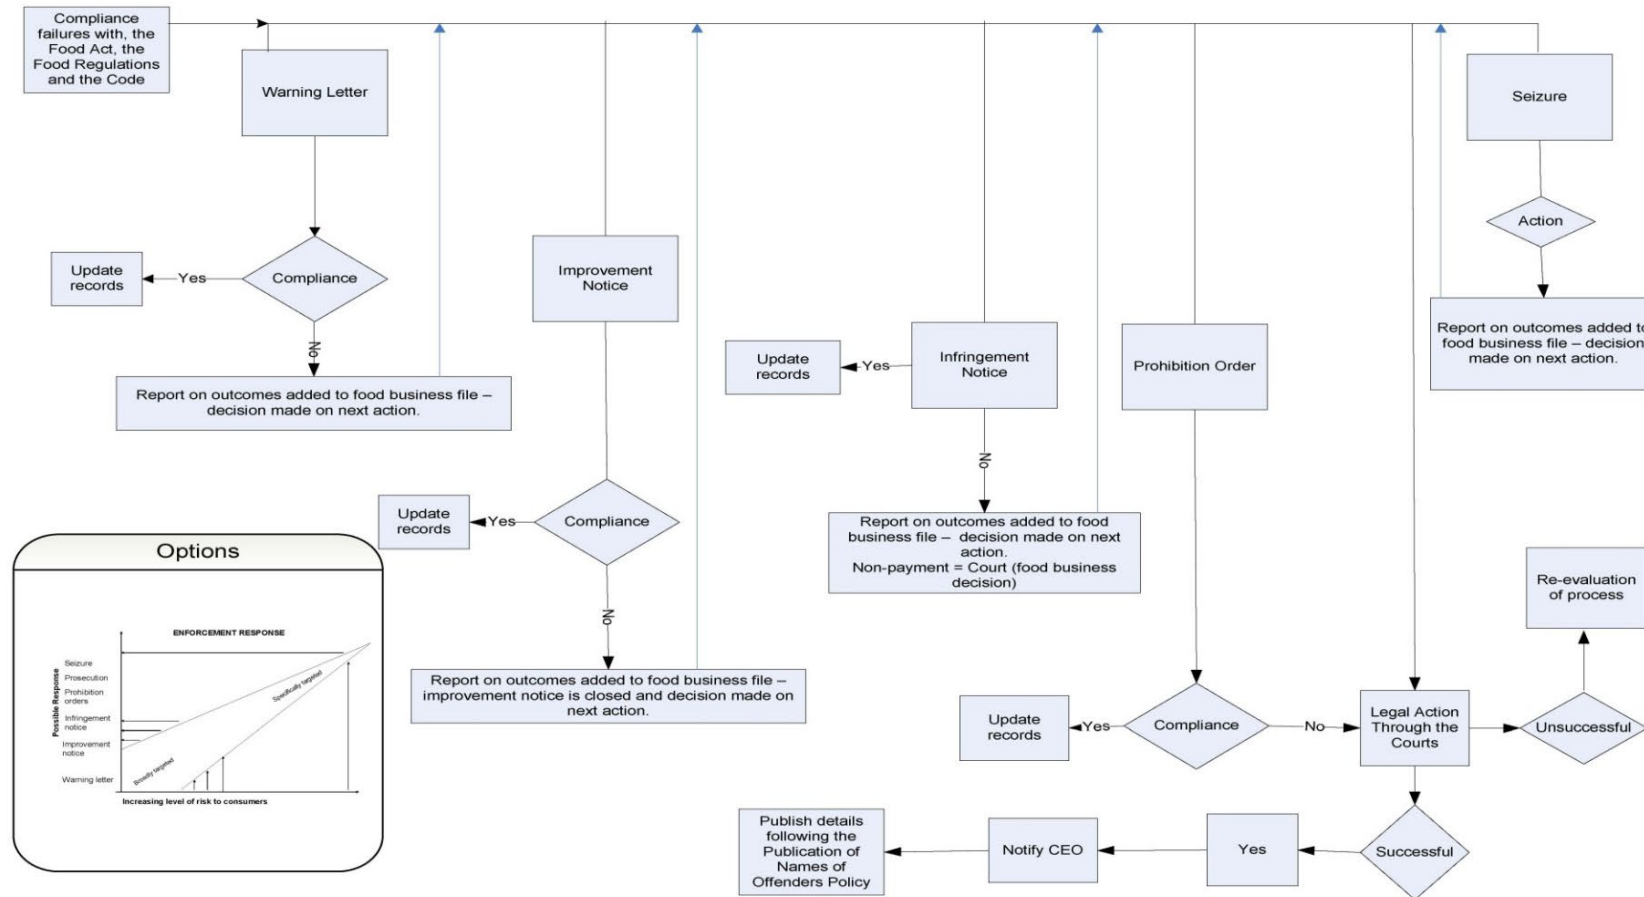 Compliance
failures with, the
Food Act, the
Food Regulations
and the Code
Warning Letter
Seizure
Action
Update
records
Yes
Compliance
No
Report on outcomes added to food business file –
decision made on next action.
Improvement
Notice
Update
records
Yes
Compliance
No
Report on outcomes added to food business file –
improvement notice is closed and decision made on
next action.
Update
records
Yes
Infringement
Notice
No
Report on outcomes added to food
business file – decision made on next
action.
Non-payment = Court (food business
decision)
Prohibition Order
Update
records
Yes
Compliance
No
Report on outcomes added to
food business file – decision
made on next action.
Legal Action
Through the
Courts
Unsuccessful
Re-evaluation
of process
Successful
Yes
Notify CEO
Publish details
following the
Publication of
Names of
Offenders Policy
Options
ENFORCEMENT RESPONSE
Possible Response
Seizure
Prosecution
Prohibition
orders
Infringement
notice
Improvement
notice
Warning letter
Specifically targeted
Broadly targeted
Increasing level of risk to consumers